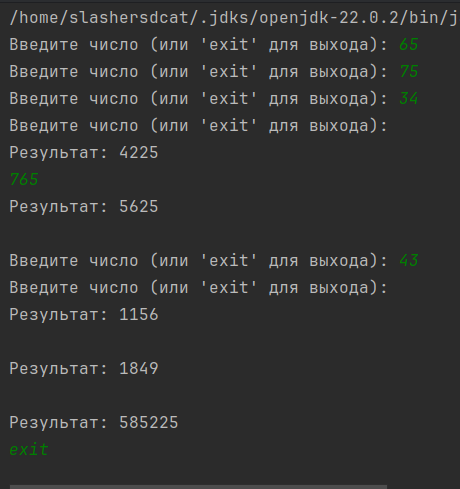 /home/slashersdcat/.jdks/openjdk-22.0.2/bin/j
Введите число (или 'exit' для выхода): 65
Введите число (или 'exit' для выхода): 75
Введите число (или 'exit' для выхода): 34
Введите число (или 'exit' для выхода):
Результат: 4225
765
Результат: 5625
Введите число (или 'exit' для выхода): 43
Введите число (или 'exit' для выхода):
Результат: 1156
Результат: 1849
Результат: 585225
exit